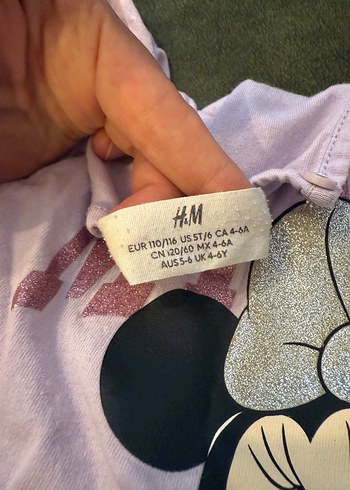 H&M
EUR 110/116 US 5T/6 CA 4-6A
CN 120/60 MX 4-6A
AUS 5-6 UK 4-6Y